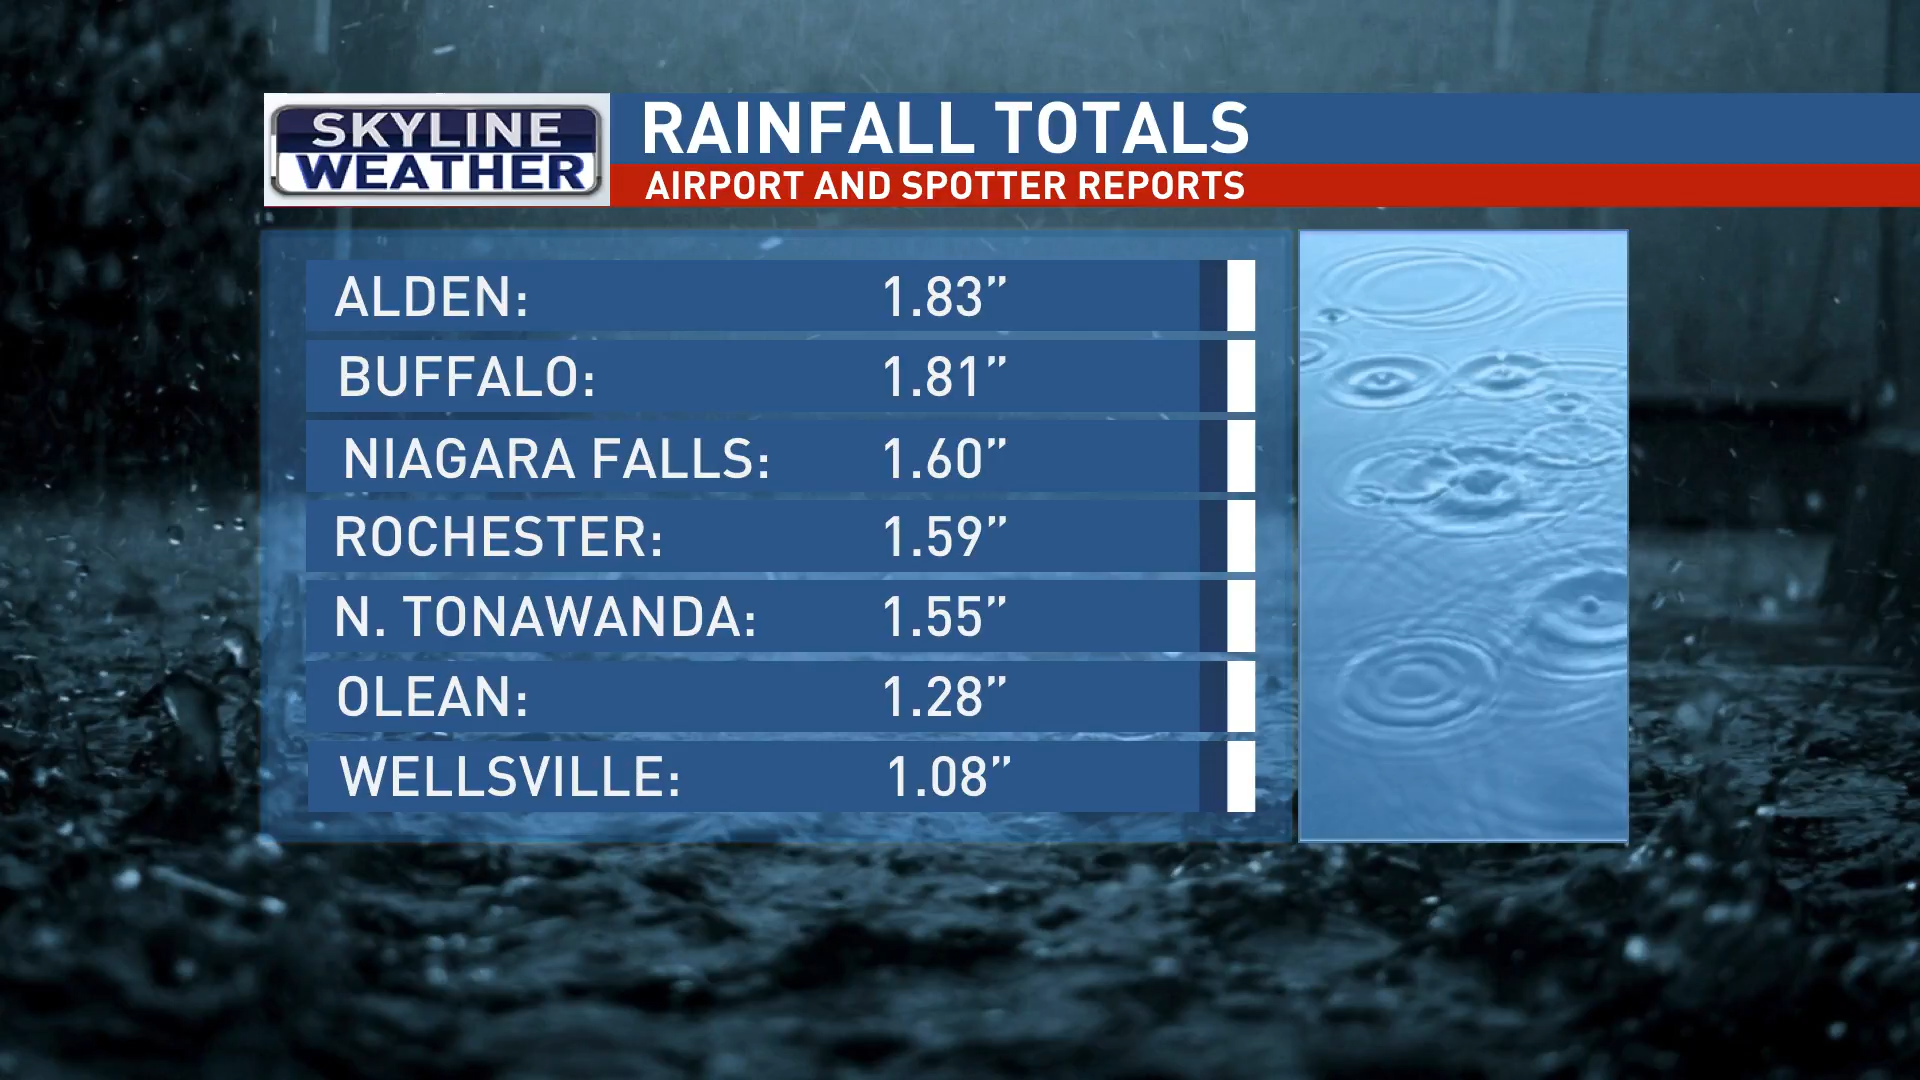 SKYLINE
WEATHER
RAINFALL TOTALS
AIRPORT AND SPOTTER REPORTS
ALDEN: 1.83”
BUFFALO: 1.81”
NIAGARA FALLS: 1.60”
ROCHESTER: 1.59”
N. TONAWANDA: 1.55”
OLEAN: 1.28”
WELLSVILLE: 1.08”